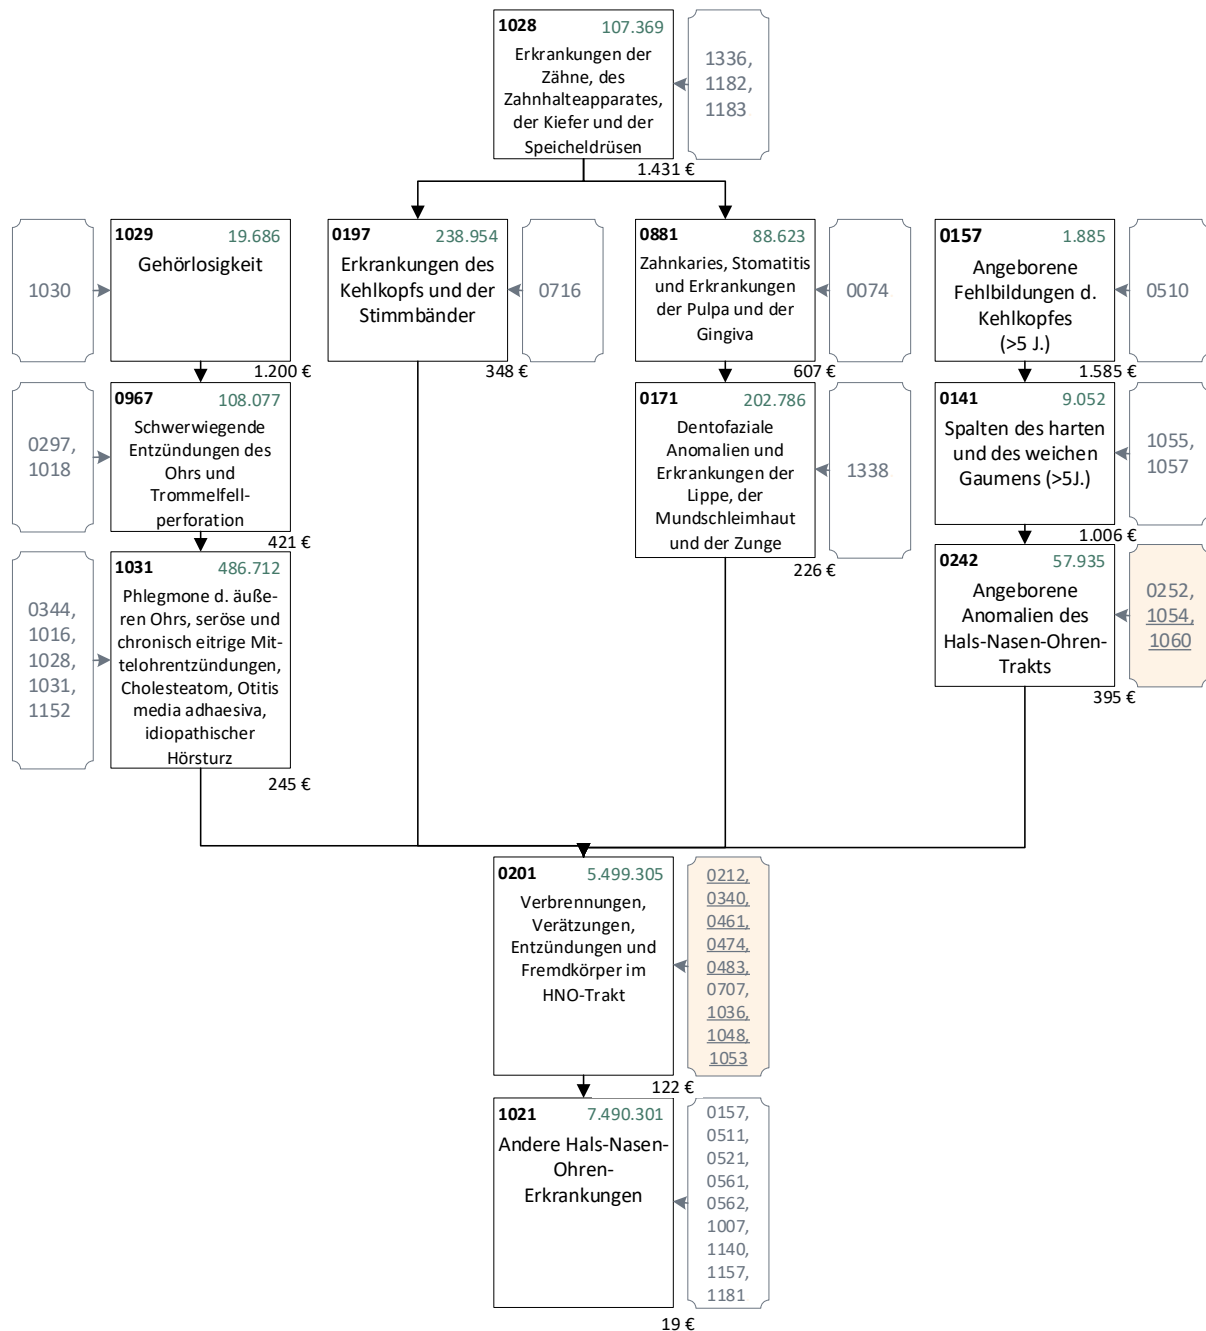 1028 107.369
Erkrankungen der
Zähne, des
Zahnhalteapparates,
der Kiefer und der
Speicheldrüsen
1336,
1182,
1183
1.431 €
1030
1029 19.686
Gehörlosigkeit
1.200 €
0197 238.954
Erkrankungen des
Kehlkopfs und der
Stimmbänder
0716
348 €
0881 88.623
Zahnkaries, Stomatitis
und Erkrankungen
der Pulpa und der
Gingiva
0074
607 €
0157 1.885
Angeborene
Fehlbildungen d.
Kehlkopfes
(>5 J.)
0510
1.585 €
0297,
1018
0967 108.077
Schwerwiegende
Entzündungen des
Ohrs und
Trommelfell-
perforation
421 €
0171 202.786
Dentofaziale
Anomalien und
Erkrankungen der
Lippe, der
Mundschleimhaut
und der Zunge
1338
226 €
0141 9.052
Spalten des harten
und des weichen
Gaumens (>5J.)
1055,
1057
1.006 €
0344,
1016,
1028,
1031,
1152
1031 486.712
Phlegmone d. äuße-
ren Ohrs, seröse und
chronisch eitrige Mit-
telohrentzündungen,
Cholesteatom, Otitis
media adhaesiva,
idiopathischer
Hörsturz
245 €
0242 57.935
Angeborene
Anomalien des
Hals-Nasen-Ohren-
Trakts
0252,
1054,
1060
395 €
0201 5.499.305
Verbrennungen,
Verätzungen,
Entzündungen und
Fremdkörper im
HNO-Trakt
0212,
0340,
0461,
0474,
0483,
0707,
1036,
1048,
1053
122 €
1021 7.490.301
Andere Hals-Nasen-
Ohren-
Erkrankungen
0157,
0511,
0521,
0561,
0562,
1007,
1140,
1157,
1181
19 €